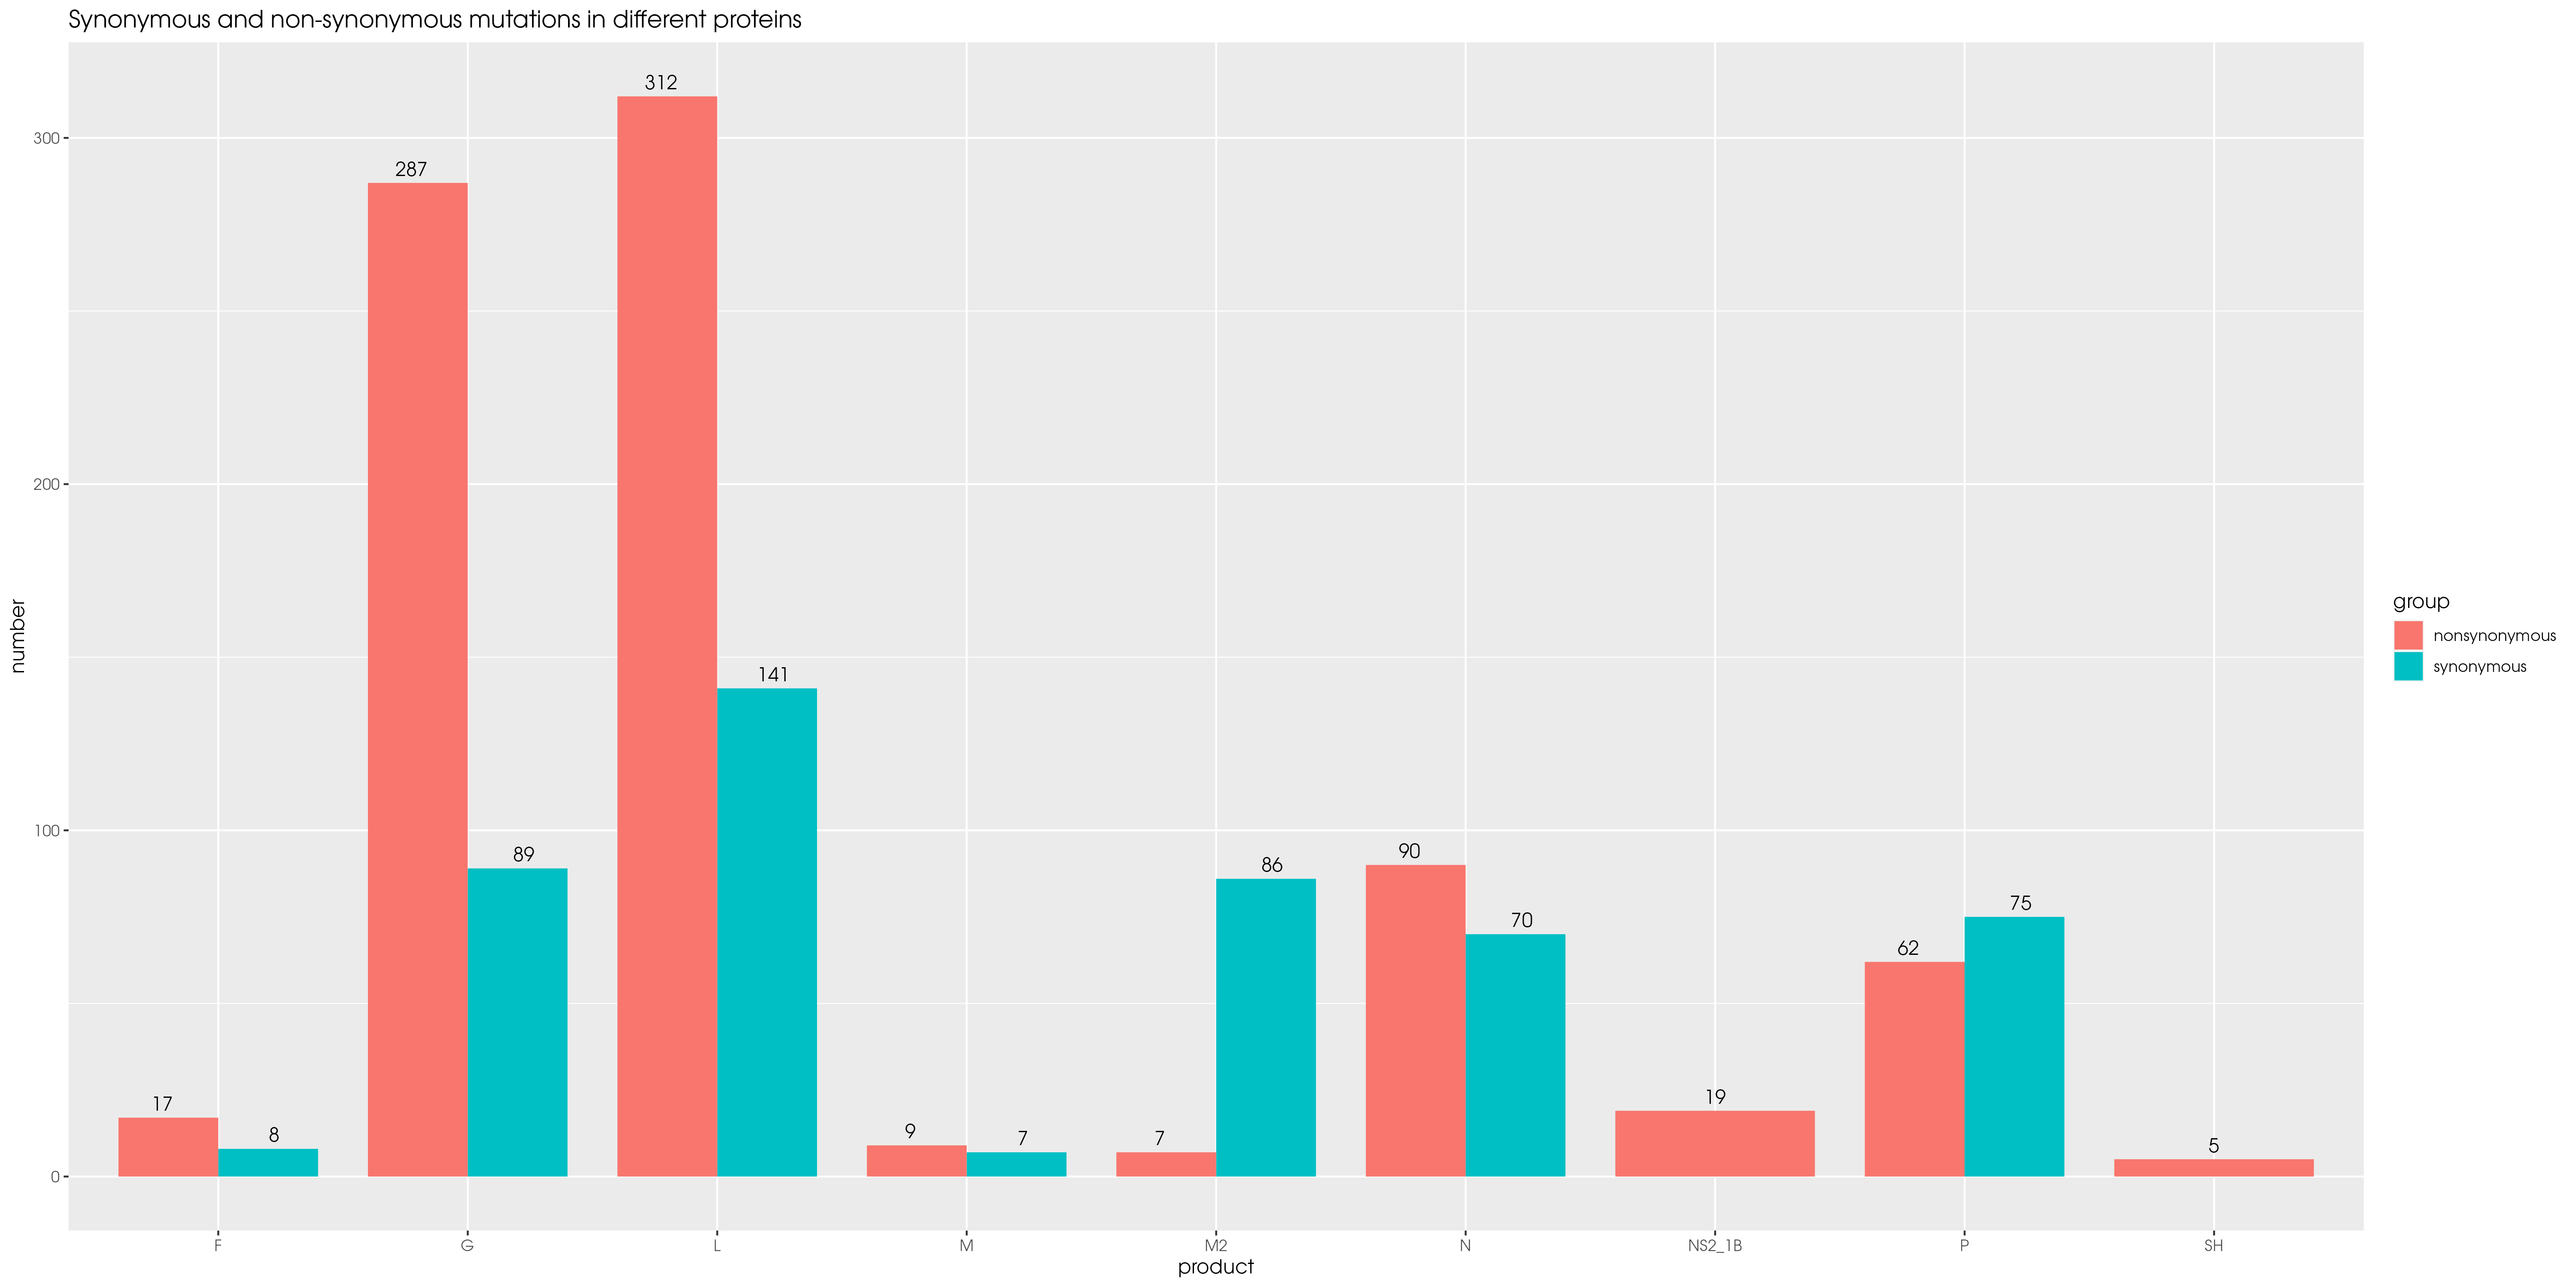 Synonymous and non-synonymous mutations in different proteins
312
300
287
200
number
group
nonsynonymous
synonymous
141
100
89
86
90
70
62
75
17
8
9
7
7
19
5
0
F G L M M2 N NS2_1B P SH
product